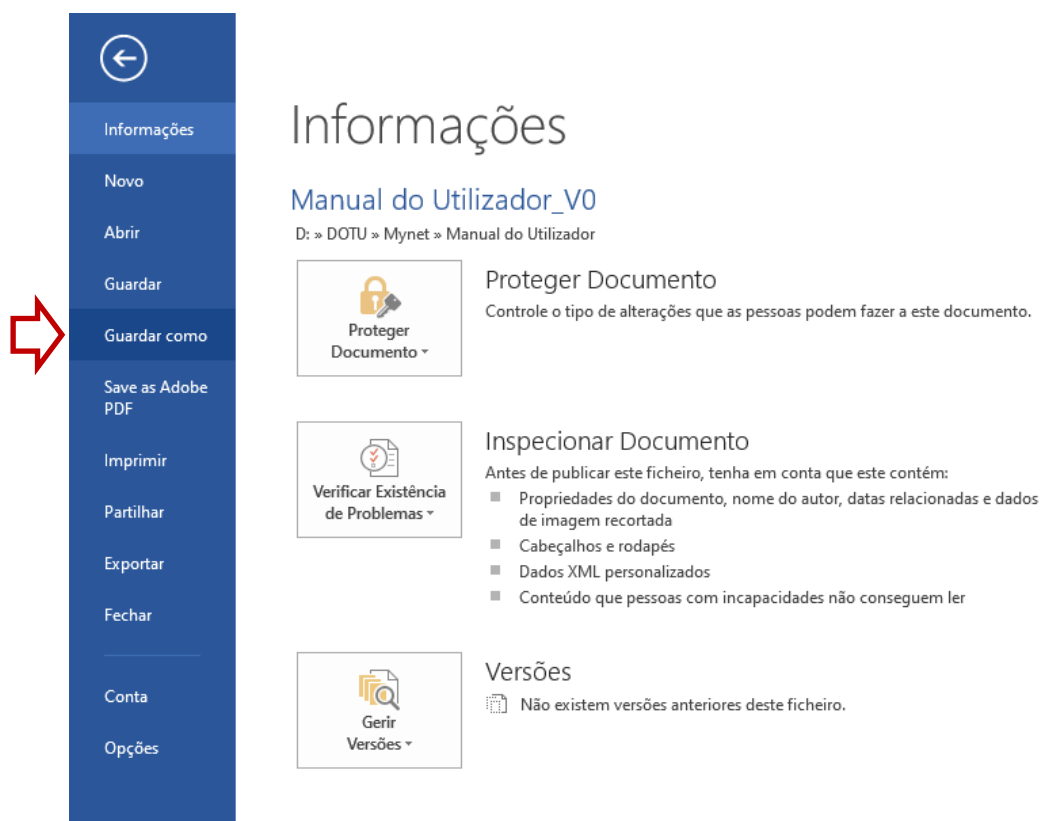 Informações
Novo
Abrir
Guardar
Guardar como
Save as Adobe
PDF
Imprimir
Partilhar
Exportar
Fechar
Conta
Opções
Informações
Manual do Utilizador_V0
D: » DOTU » Mynet » Manual do Utilizador
Proteger
Documento
Proteger Documento
Controle o tipo de alterações que as pessoas podem fazer a este documento.
Verificar Existência
de Problemas
Inspecionar Documento
Antes de publicar este ficheiro, tenha em conta que este contém:
Propriedades do documento, nome do autor, datas relacionadas e dados
de imagem recortada
Cabeçalhos e rodapés
Dados XML personalizados
Conteúdo que pessoas com incapacidades não conseguem ler
Gerir
Versões
Versões
Não existem versões anteriores deste ficheiro.